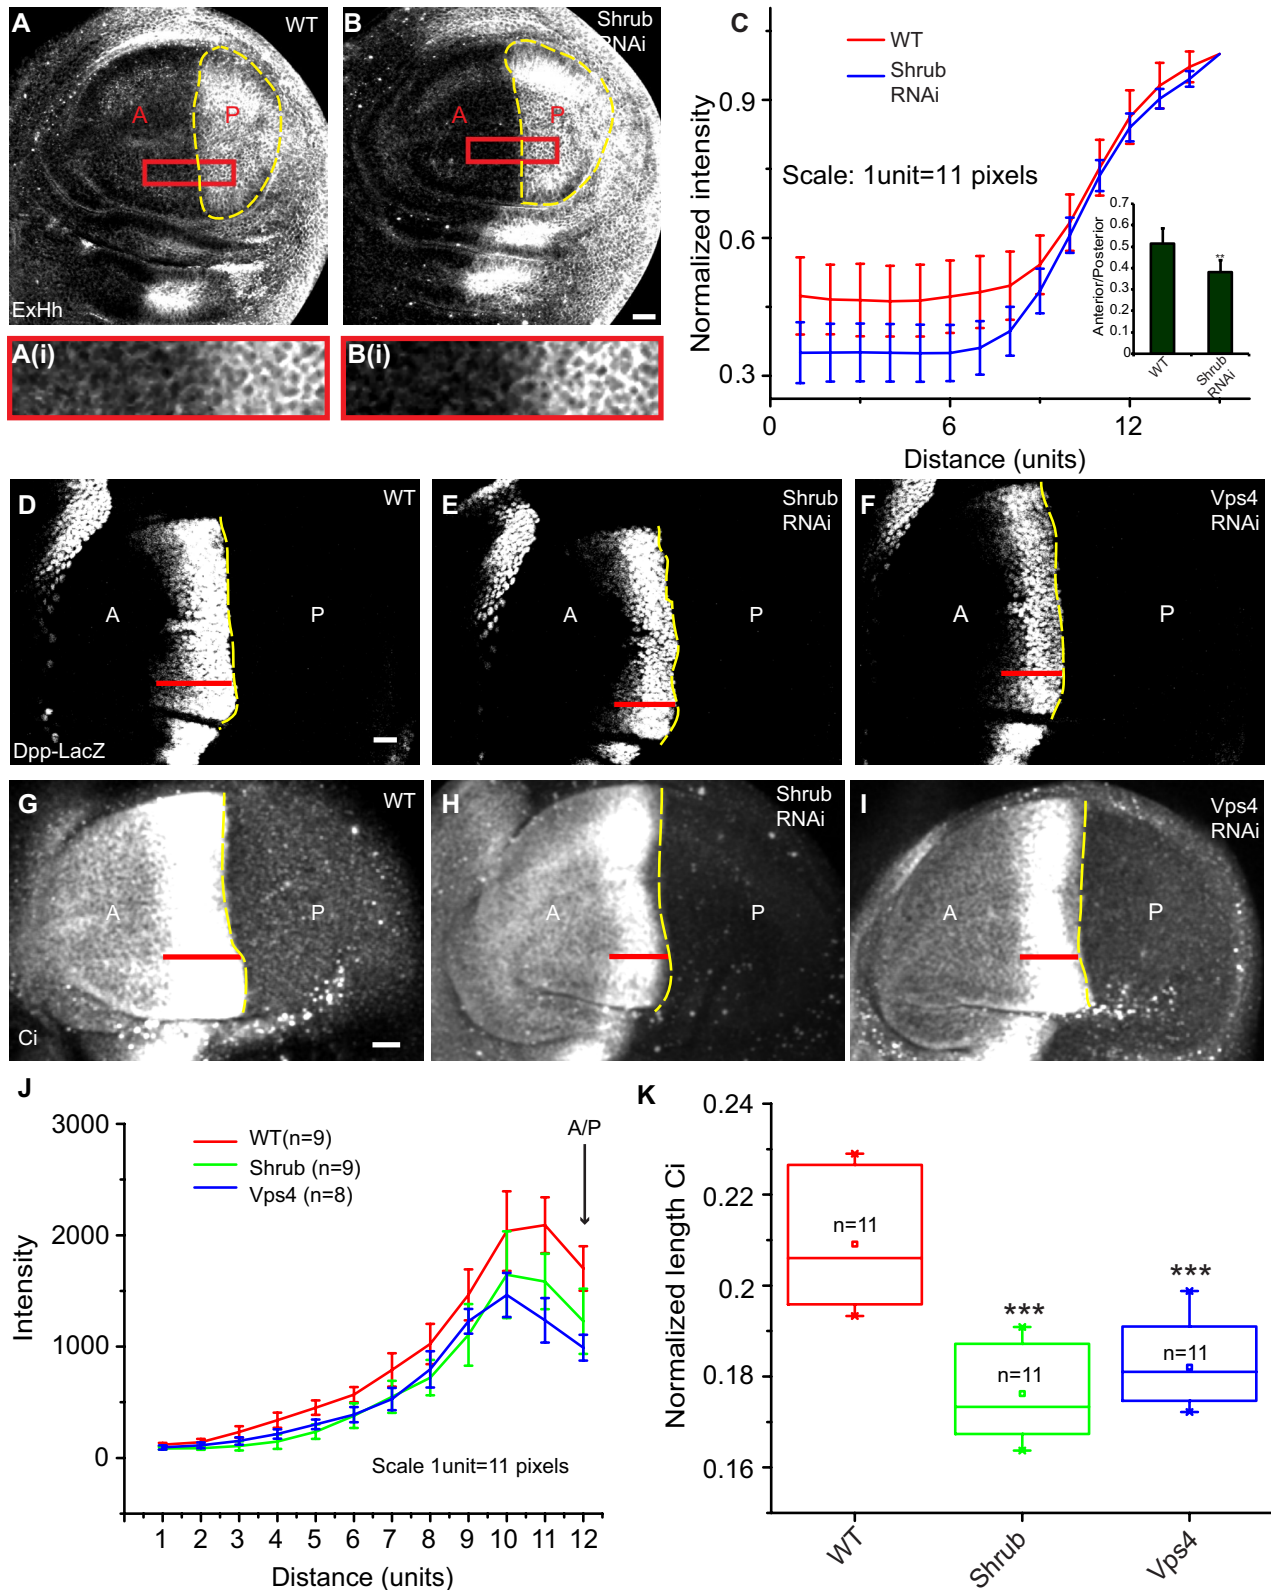 A
WT
A
P
ExHh
B
Shrub
RNAi
A
P
A(i)
B(i)
C
WT
Shrub
RNAi
Scale: 1unit=11 pixels
Normalized intensity
0.9
0.6
0.3
0
6
12
Distance (units)
Anterior/Posterior
0.7
0.6
0.5
0.4
0.3
0.2
0.1
0
**
WT
Shrub
RNAi
D
WT
A
P
Dpp-LacZ
E
Shrub
RNAi
A
P
F
Vps4
RNAi
A
P
G
WT
A
P
Ci
H
Shrub
RNAi
A
P
I
Vps4
RNAi
A
P
J
3000
2000
1000
0
Intensity
WT(n=9)
Shrub (n=9)
Vps4 (n=8)
A/P
Scale 1unit=11 pixels
1 2 3 4 5 6 7 8 9 10 11 12
Distance (units)
K
0.24
0.22
0.2
0.18
0.16
Normalized length Ci
n=11
***
n=11
***
n=11
WT
Shrub
Vps4